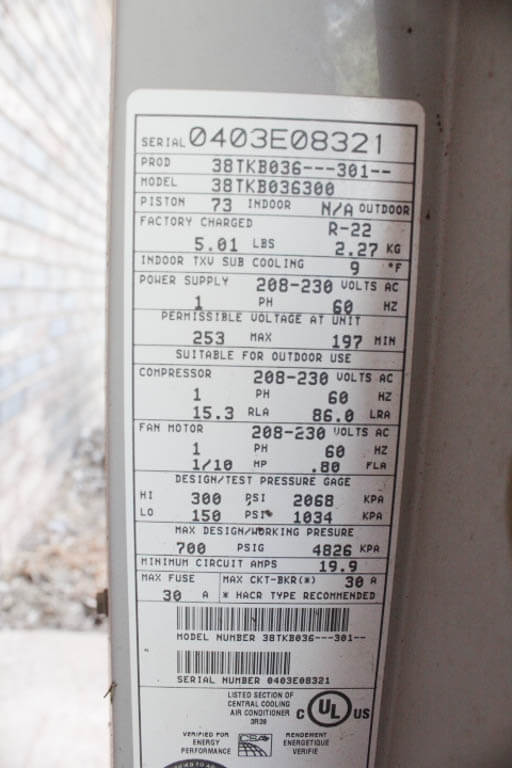 SERIAL 0403E08321
PROD 38TKB036---301--
MODEL 38TKB036300
PISTON 73 INDOOR N/A OUTDOOR
FACTORY CHARGED R-22
5.01 LBS 2.27 KG
INDOOR TXV SUB COOLING 9 °F
POWER SUPPLY 208-230 VOLTS AC
1 PH 60 HZ
PERMISSIBLE VOLTAGE AT UNIT
253 MAX 197 MIN
SUITABLE FOR OUTDOOR USE
COMPRESSOR 208-230 VOLTS AC
1 PH 60 HZ
15.3 RLA 86.0 LRA
FAN MOTOR 208-230 VOLTS AC
1 PH 60 HZ
1/10 HP .80 FLA
DESIGN/TEST PRESSURE GAGE
HI 300 PSI 2068 KPA
LO 150 PSI 1034 KPA
MAX DESIGN/WORKING PRESURE
700 PSIG 4826 KPA
MINIMUM CIRCUIT AMPS 19.9
MAX FUSE MAX CKT-BKR(*) 30 A
30 A * HACR TYPE RECOMMENDED
MODEL NUMBER 38TKB036---301--
SERIAL NUMBER 0403E08321
LISTED SECTION OF
CENTRAL COOLING
AIR CONDITIONER
3R38
C UL US
VERIFIED FOR ENERGY PERFORMANCE
CSA
RENDEMENT ENERGETIQUE VERIFIE